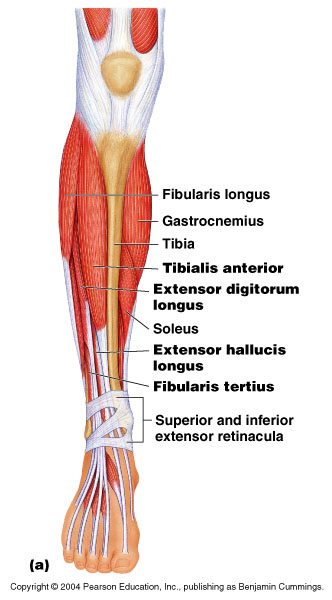 Fibularis longus
Gastrocnemius
Tibia
Tibialis anterior
Extensor digitorum
longus
Soleus
Extensor hallucis
longus
Fibularis tertius
Superior and inferior
extensor retinacula
(a)
Copyright © 2004 Pearson Education, Inc., publishing as Benjamin Cummings.